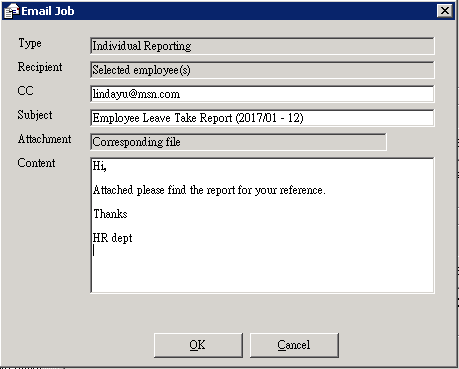 Email Job
Type Individual Reporting
Recipient Selected employee(s)
CC lindayu@msn.com
Subject Employee Leave Take Report (2017/01 - 12)
Attachment Corresponding file
Content Hi,
Attached please find the report for your reference.
Thanks
HR dept
OK Cancel